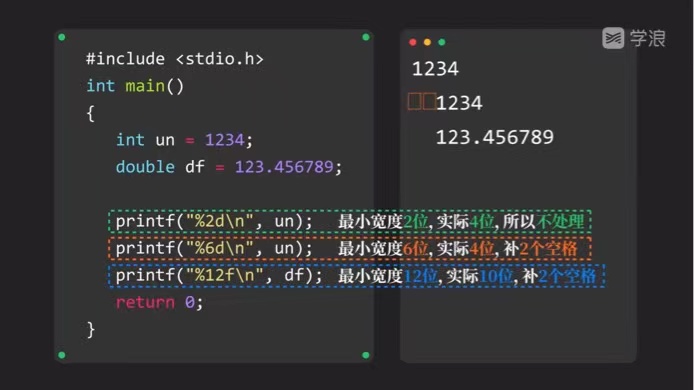 #include <stdio.h>
int main()
{
int un = 1234;
double df = 123.456789;
printf("%2d\n", un); 最小宽度2位,实际4位,所以不处理
printf("%6d\n", un); 最小宽度6位,实际4位,补2个空格
printf("%12f\n", df); 最小宽度12位,实际10位,补2个空格
return 0;
}
学浪
1234
1234
123.456789